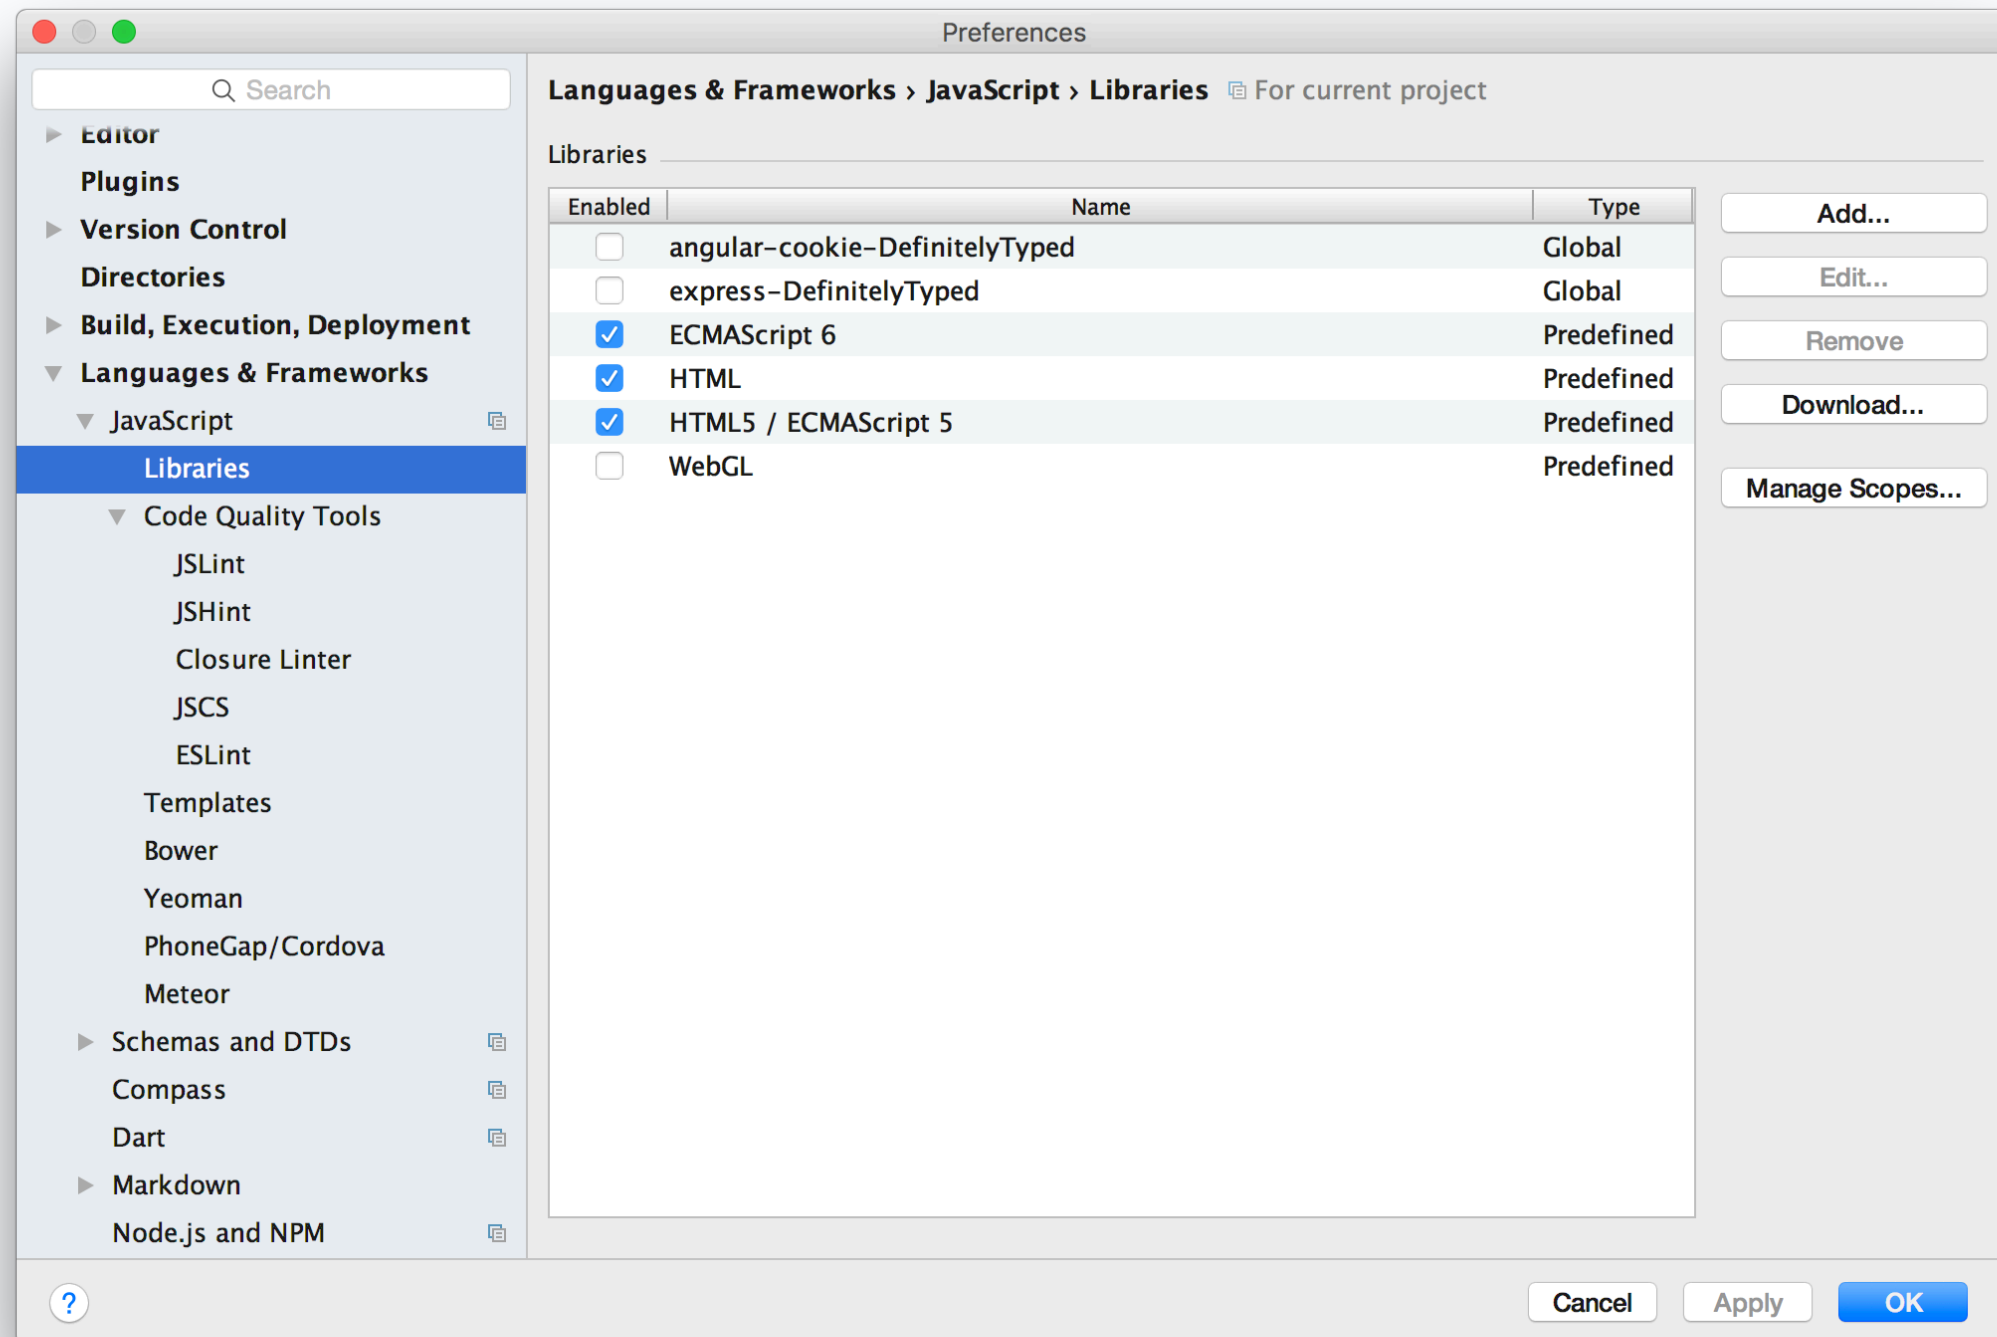 Preferences
Search
Editor
Plugins
Version Control
Directories
Build, Execution, Deployment
Languages & Frameworks
JavaScript
Libraries
Code Quality Tools
JSLint
JSHint
Closure Linter
JSCS
ESLint
Templates
Bower
Yeoman
PhoneGap/Cordova
Meteor
Schemas and DTDs
Compass
Dart
Markdown
Node.js and NPM
Languages & Frameworks › JavaScript › Libraries For current project
Libraries
Enabled Name Type
angular-cookie-DefinitelyTyped Global
express-DefinitelyTyped Global
ECMAScript 6 Predefined
HTML Predefined
HTML5 / ECMAScript 5 Predefined
WebGL Predefined
Add...
Edit...
Remove
Download...
Manage Scopes...
? Cancel Apply OK